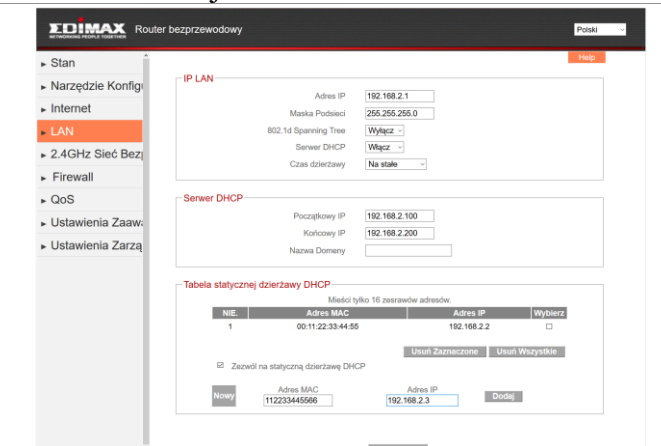 EDIMAX
NETWORKING PEOPLE TOGETHER
Router bezprzewodowy
Polski
Help
Stan
Narzędzie Konfigu
Internet
LAN
2.4GHz Sieć Bezp
Firewall
QoS
Ustawienia Zaawa
Ustawienia Zarzą
IP LAN
Adres IP 192.168.2.1
Maska Podsieci 255.255.255.0
802.1d Spanning Tree Wyłącz
Serwer DHCP Włącz
Czas dzierżawy Na stałe
Serwer DHCP
Początkowy IP 192.168.2.100
Końcowy IP 192.168.2.200
Nazwa Domeny
Tabela statycznej dzierżawy DHCP
Mieści tylko 16 zesrawów adresów.
NIE. Adres MAC Adres IP Wybierz
1 00:11:22:33:44:55 192.168.2.2
Usuń Zaznaczone Usuń Wszystkie
Zezwól na statyczną dzierżawę DHCP
Nowy Adres MAC Adres IP
112233445566 192.168.2.3 Dodaj